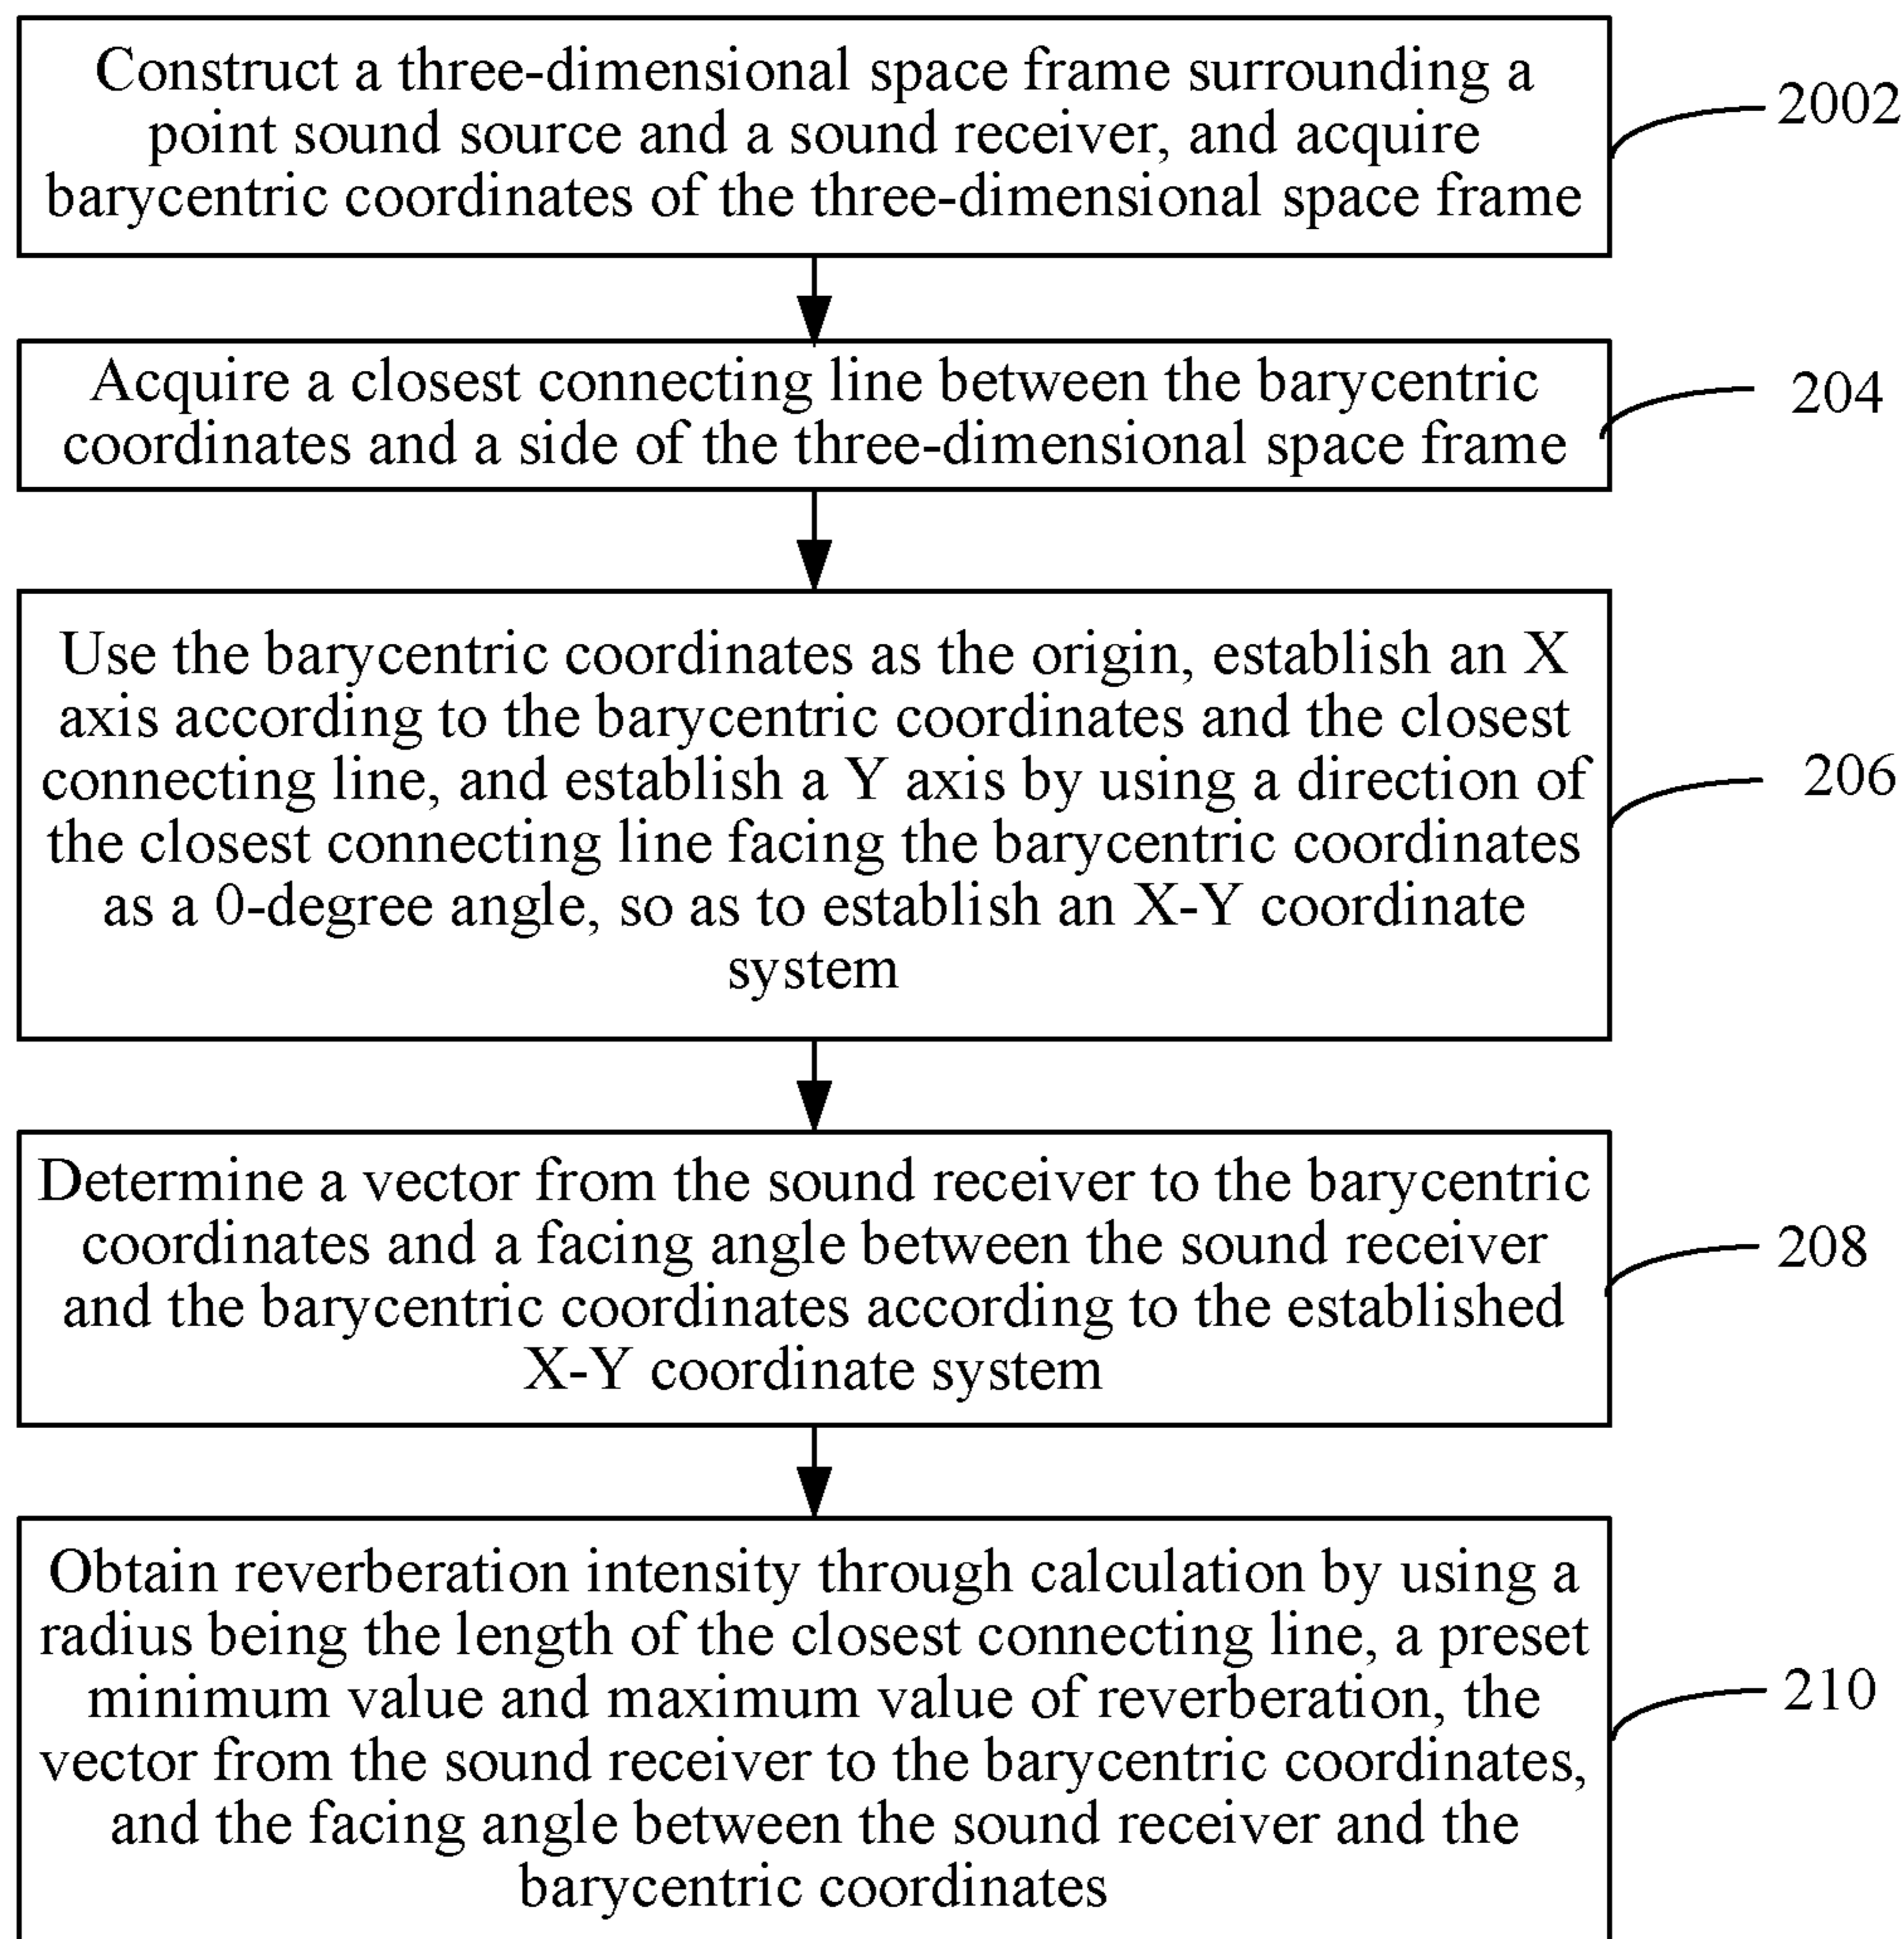 Construct a three-dimensional space frame surrounding a
point sound source and a sound receiver, and acquire
barycentric coordinates of the three-dimensional space frame
2002
Acquire a closest connecting line between the barycentric
coordinates and a side of the three-dimensional space frame
204
Use the barycentric coordinates as the origin, establish an X
axis according to the barycentric coordinates and the closest
connecting line, and establish a Y axis by using a direction of
the closest connecting line facing the barycentric coordinates
as a 0-degree angle, so as to establish an X-Y coordinate
system
206
Determine a vector from the sound receiver to the barycentric
coordinates and a facing angle between the sound receiver
and the barycentric coordinates according to the established
X-Y coordinate system
208
Obtain reverberation intensity through calculation by using a
radius being the length of the closest connecting line, a preset
minimum value and maximum value of reverberation, the
vector from the sound receiver to the barycentric coordinates,
and the facing angle between the sound receiver and the
barycentric coordinates
210